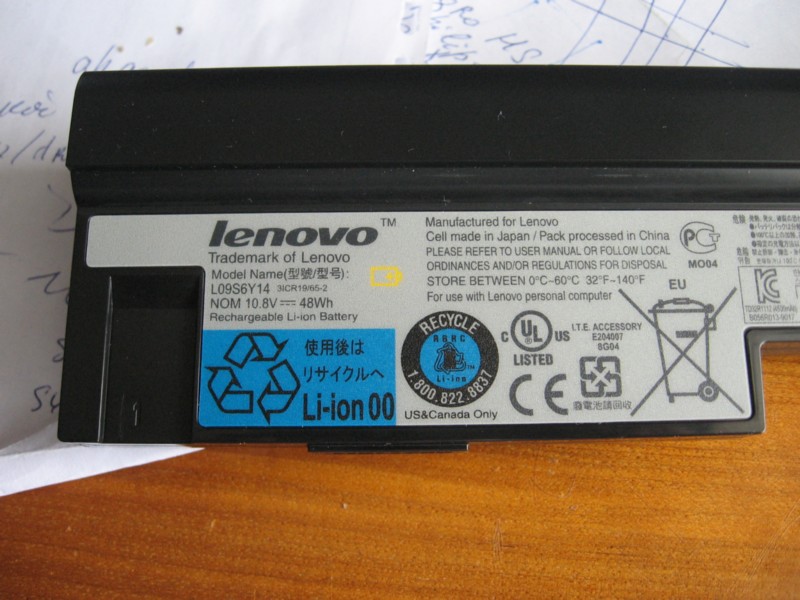 lenovo™
Trademark of Lenovo
Model Name(型號/型号):
L09S6Y14 3ICR19/65-2
NOM 10.8V 48Wh
Rechargeable Li-ion Battery
使用後は
リサイクルへ
Li-ion 00
RECYCLE
RBRC
Li-ion
1.800.822.8837
US&Canada Only
Manufactured for Lenovo
Cell made in Japan / Pack processed in China
PLEASE REFER TO USER MANUAL OR FOLLOW LOCAL
ORDINANCES AND/OR REGULATIONS FOR DISPOSAL
STORE BETWEEN 0°C~60°C 32°F~140°F
For use with Lenovo personal computer
C UL US
LISTED
I.T.E. ACCESSORY
E204007
8G04
CE
廢電池請回收
EU
PCT
MO04
HS